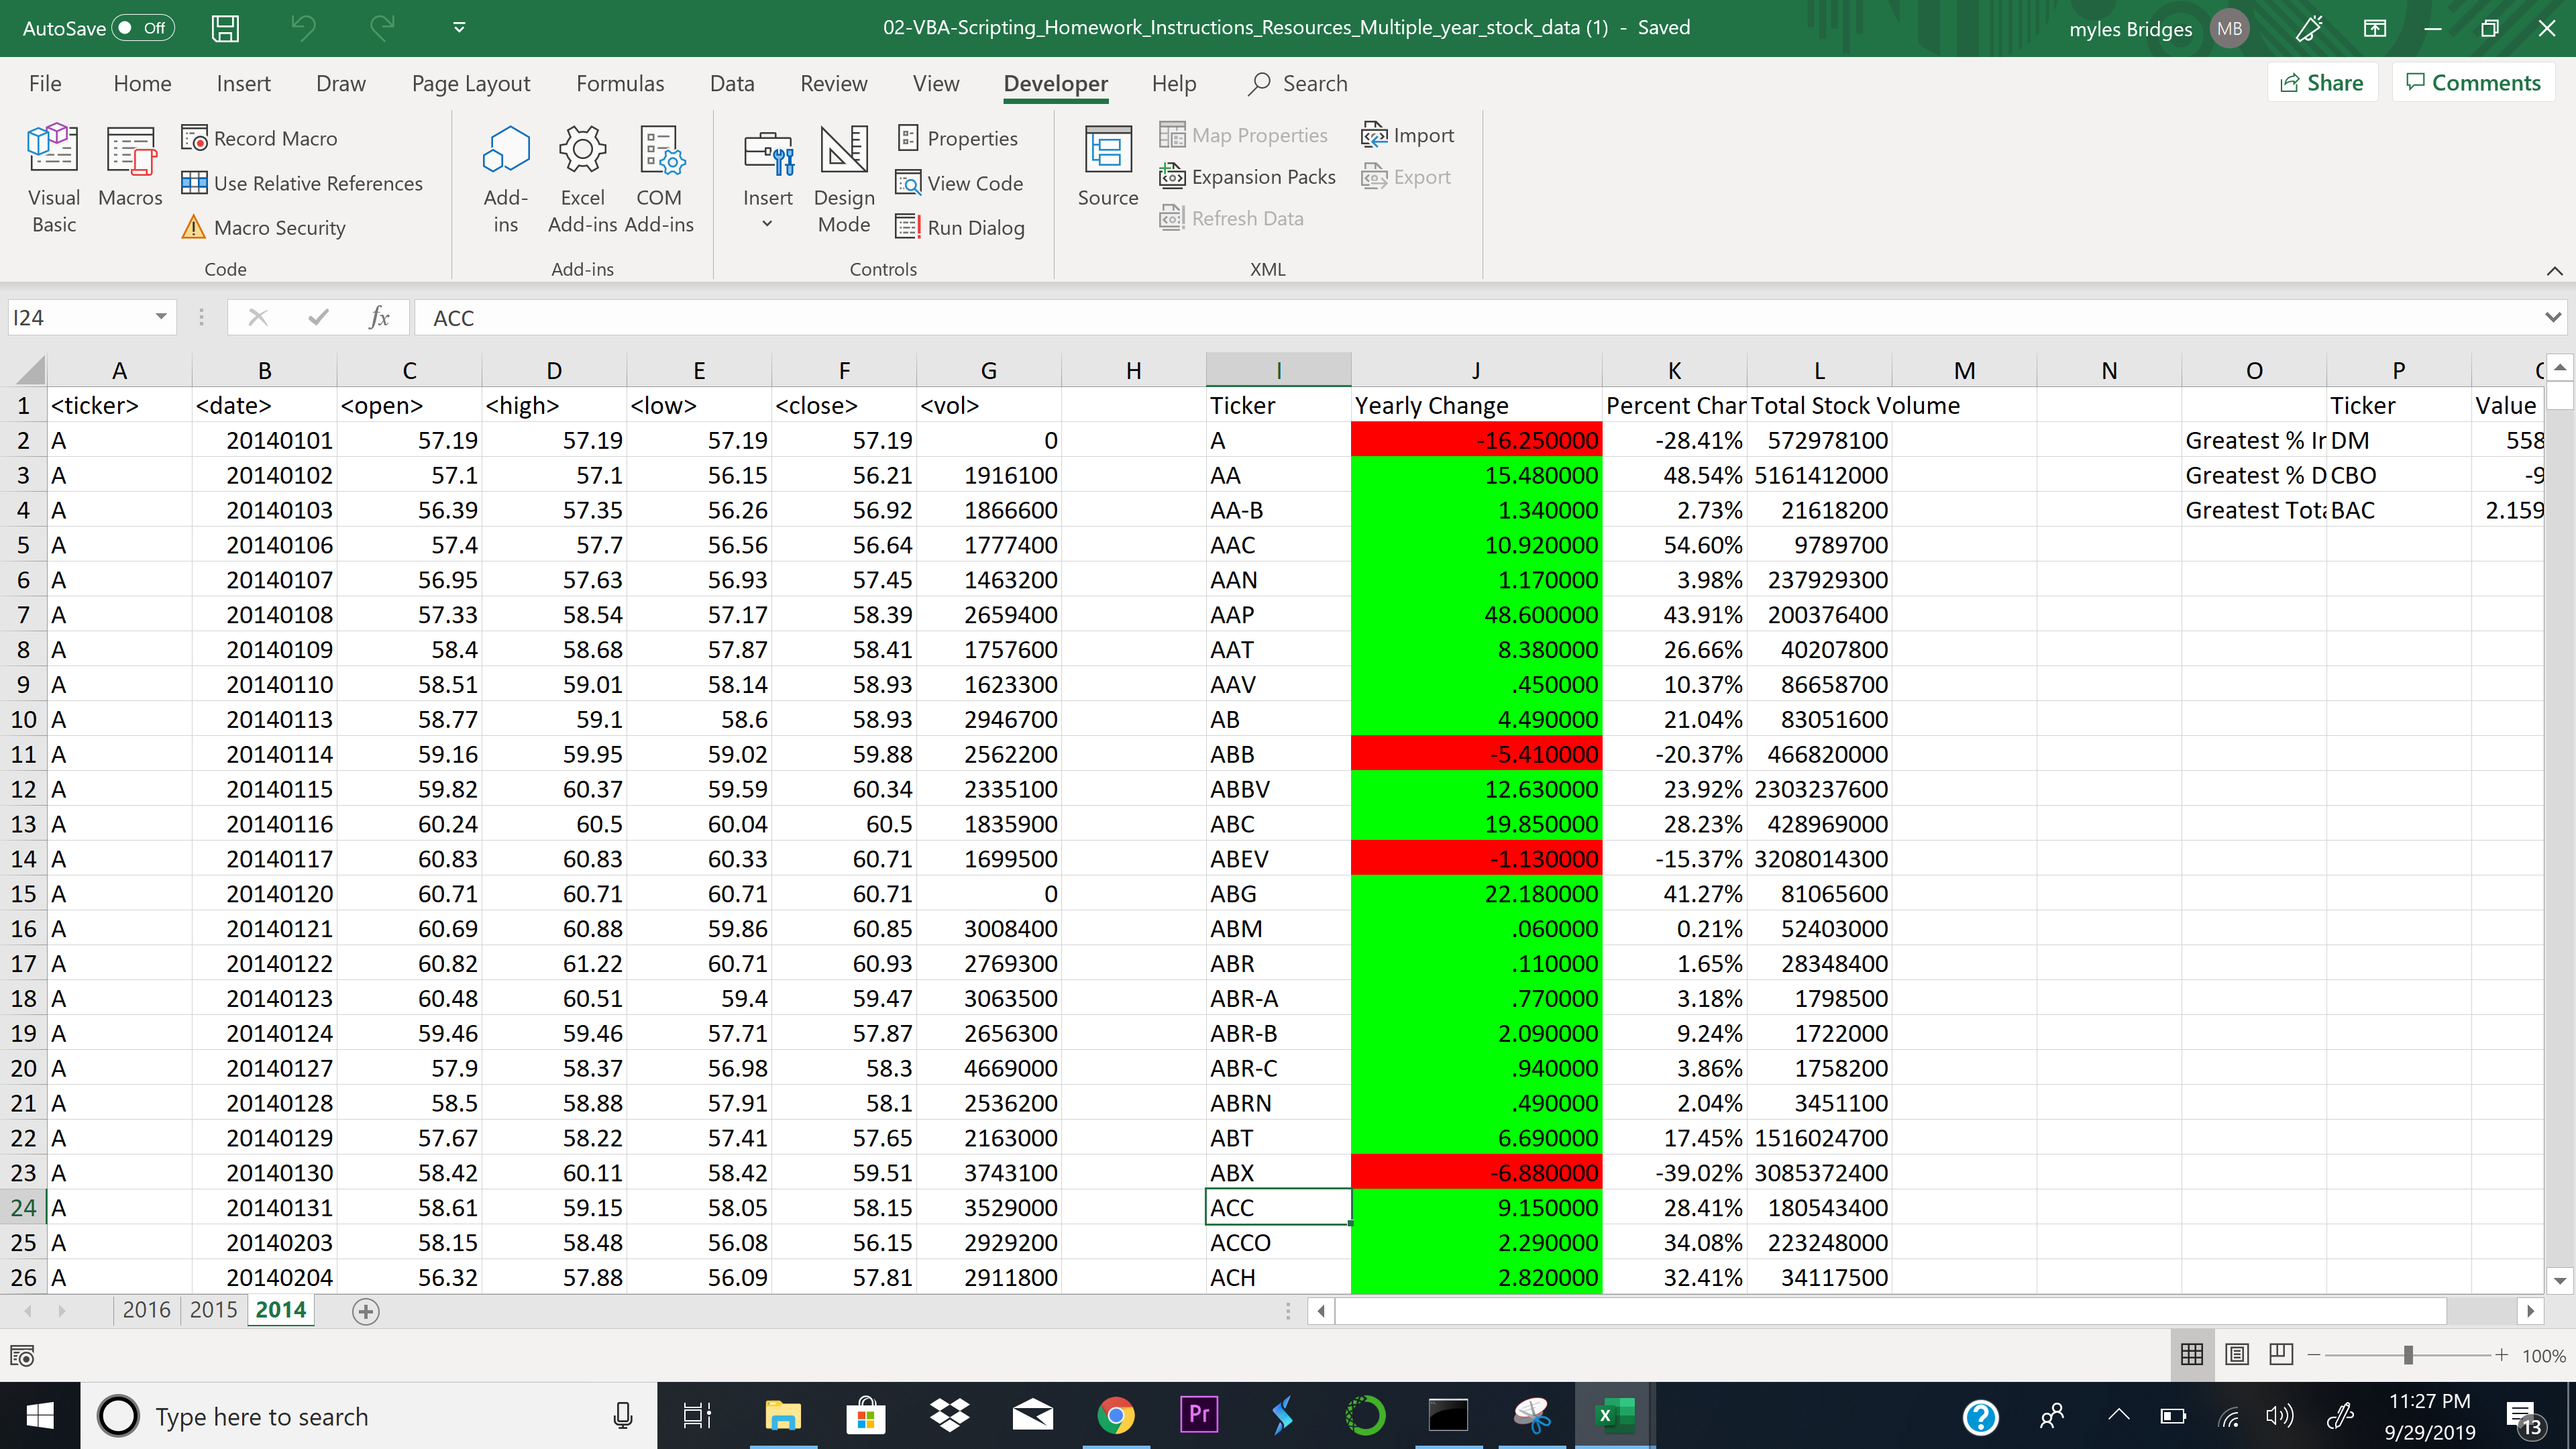 AutoSave Off 02-VBA-Scripting_Homework_Instructions_Resources_Multiple_year_stock_data (1) - Saved myles Bridges MB
File Home Insert Draw Page Layout Formulas Data Review View Developer Help Search Share Comments
Visual Basic Macros Record Macro Use Relative References Macro Security
Add-ins Excel Add-ins COM Add-ins
Insert Design Mode Properties View Code Run Dialog
Source Map Properties Expansion Packs Refresh Data Import Export
Code Add-ins Controls XML
I24 fx ACC
A B C D E F G H I J K L M N O P
1 <ticker> <date> <open> <high> <low> <close> <vol> Ticker Yearly Change Percent Char Total Stock Volume Ticker Value
2 A 20140101 57.19 57.19 57.19 57.19 0 A -16.250000 -28.41% 572978100 Greatest % Ir DM 558
3 A 20140102 57.1 57.1 56.15 56.21 1916100 AA 15.480000 48.54% 5161412000 Greatest % D CBO -9
4 A 20140103 56.39 57.35 56.26 56.92 1866600 AA-B 1.340000 2.73% 21618200 Greatest Tota BAC 2.159
5 A 20140106 57.4 57.7 56.56 56.64 1777400 AAC 10.920000 54.60% 9789700
6 A 20140107 56.95 57.63 56.93 57.45 1463200 AAN 1.170000 3.98% 237929300
7 A 20140108 57.33 58.54 57.17 58.39 2659400 AAP 48.600000 43.91% 200376400
8 A 20140109 58.4 58.68 57.87 58.41 1757600 AAT 8.380000 26.66% 40207800
9 A 20140110 58.51 59.01 58.14 58.93 1623300 AAV .450000 10.37% 86658700
10 A 20140113 58.77 59.1 58.6 58.93 2946700 AB 4.490000 21.04% 83051600
11 A 20140114 59.16 59.95 59.02 59.88 2562200 ABB -5.410000 -20.37% 466820000
12 A 20140115 59.82 60.37 59.59 60.34 2335100 ABBV 12.630000 23.92% 2303237600
13 A 20140116 60.24 60.5 60.04 60.5 1835900 ABC 19.850000 28.23% 428969000
14 A 20140117 60.83 60.83 60.33 60.71 1699500 ABEV -1.130000 -15.37% 3208014300
15 A 20140120 60.71 60.71 60.71 60.71 0 ABG 22.180000 41.27% 81065600
16 A 20140121 60.69 60.88 59.86 60.85 3008400 ABM .060000 0.21% 52403000
17 A 20140122 60.82 61.22 60.71 60.93 2769300 ABR .110000 1.65% 28348400
18 A 20140123 60.48 60.51 59.4 59.47 3063500 ABR-A .770000 3.18% 1798500
19 A 20140124 59.46 59.46 57.71 57.87 2656300 ABR-B 2.090000 9.24% 1722000
20 A 20140127 57.9 58.37 56.98 58.3 4669000 ABR-C .940000 3.86% 1758200
21 A 20140128 58.5 58.88 57.91 58.1 2536200 ABRN .490000 2.04% 3451100
22 A 20140129 57.67 58.22 57.41 57.65 2163000 ABT 6.690000 17.45% 1516024700
23 A 20140130 58.42 60.11 58.42 59.51 3743100 ABX -6.880000 -39.02% 3085372400
24 A 20140131 58.61 59.15 58.05 58.15 3529000 ACC 9.150000 28.41% 180543400
25 A 20140203 58.15 58.48 56.08 56.15 2929200 ACCO 2.290000 34.08% 223248000
26 A 20140204 56.32 57.88 56.09 57.81 2911800 ACH 2.820000 32.41% 34117500
2016 2015 2014
100%
Type here to search Pr 11:27 PM
9/29/2019 13